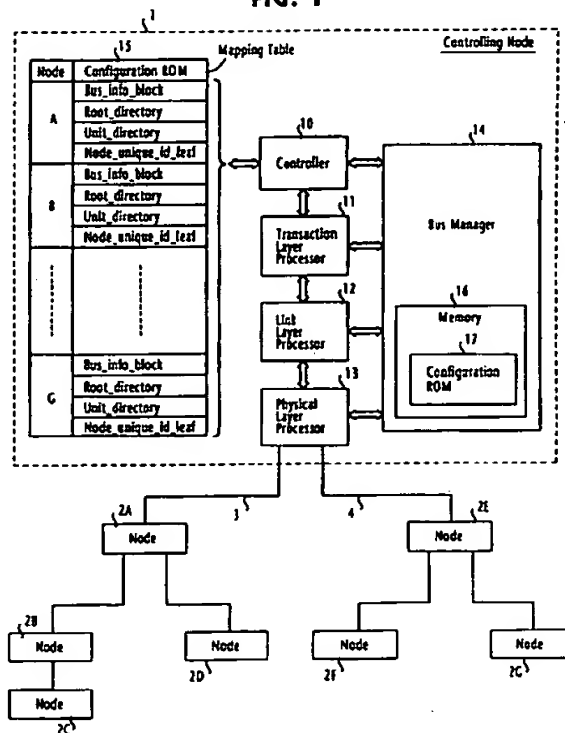 FIG. 1
1
Controlling Node
15
Mapping Table
Node Configuration ROM
A
Bus_info_block
Root_directory
Unit_directory
Node_unique_id_leaf
B
Bus_info_block
Root_directory
Unit_directory
Node_unique_id_leaf
G
Bus_info_block
Root_directory
Unit_directory
Node_unique_id_leaf
10
Controller
11
Transaction
Layer
Processor
12
Link
Layer
Processor
13
Physical
Layer
Processor
14
Bus Manager
16
Memory
17
Configuration
ROM
3
4
2A
Node
2E
Node
2B
Node
Node
2D
Node
2F
Node
2G
Node
2C